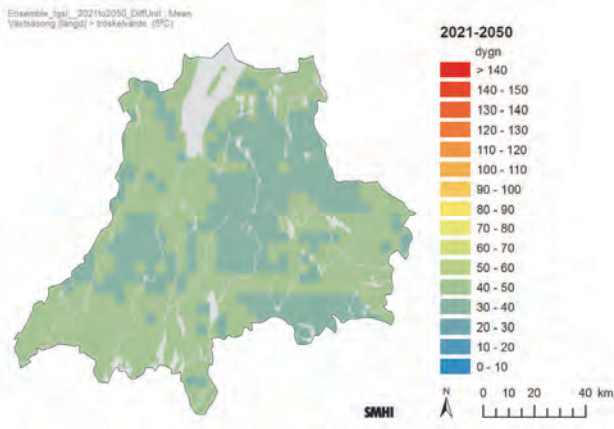 Ensemble_tgsl__2021to2050_DiffUnit : Mean
Växtsäsong (längd) - tröskelvärde (5ºC)
2021-2050
dygn
> 140
140 - 150
130 - 140
120 - 130
110 - 120
100 - 110
90 - 100
80 - 90
70 - 80
60 - 70
50 - 60
40 - 50
30 - 40
20 - 30
10 - 20
0 - 10
SMHI
N
0 10 20 40 km